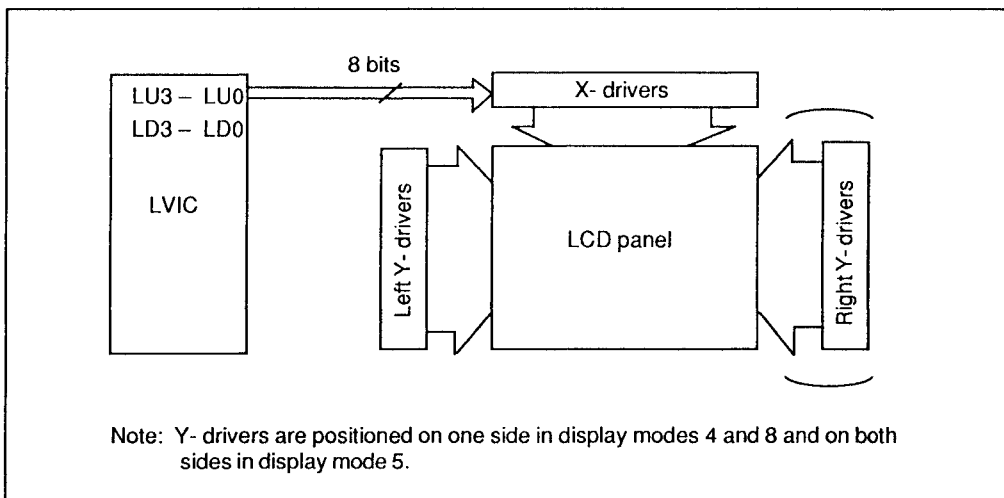 8 bits
LU3 – LU0
LD3 – LD0
LVIC
X- drivers
Left Y- drivers
LCD panel
Right Y- drivers
Note: Y- drivers are positioned on one side in display modes 4 and 8 and on both
sides in display mode 5.